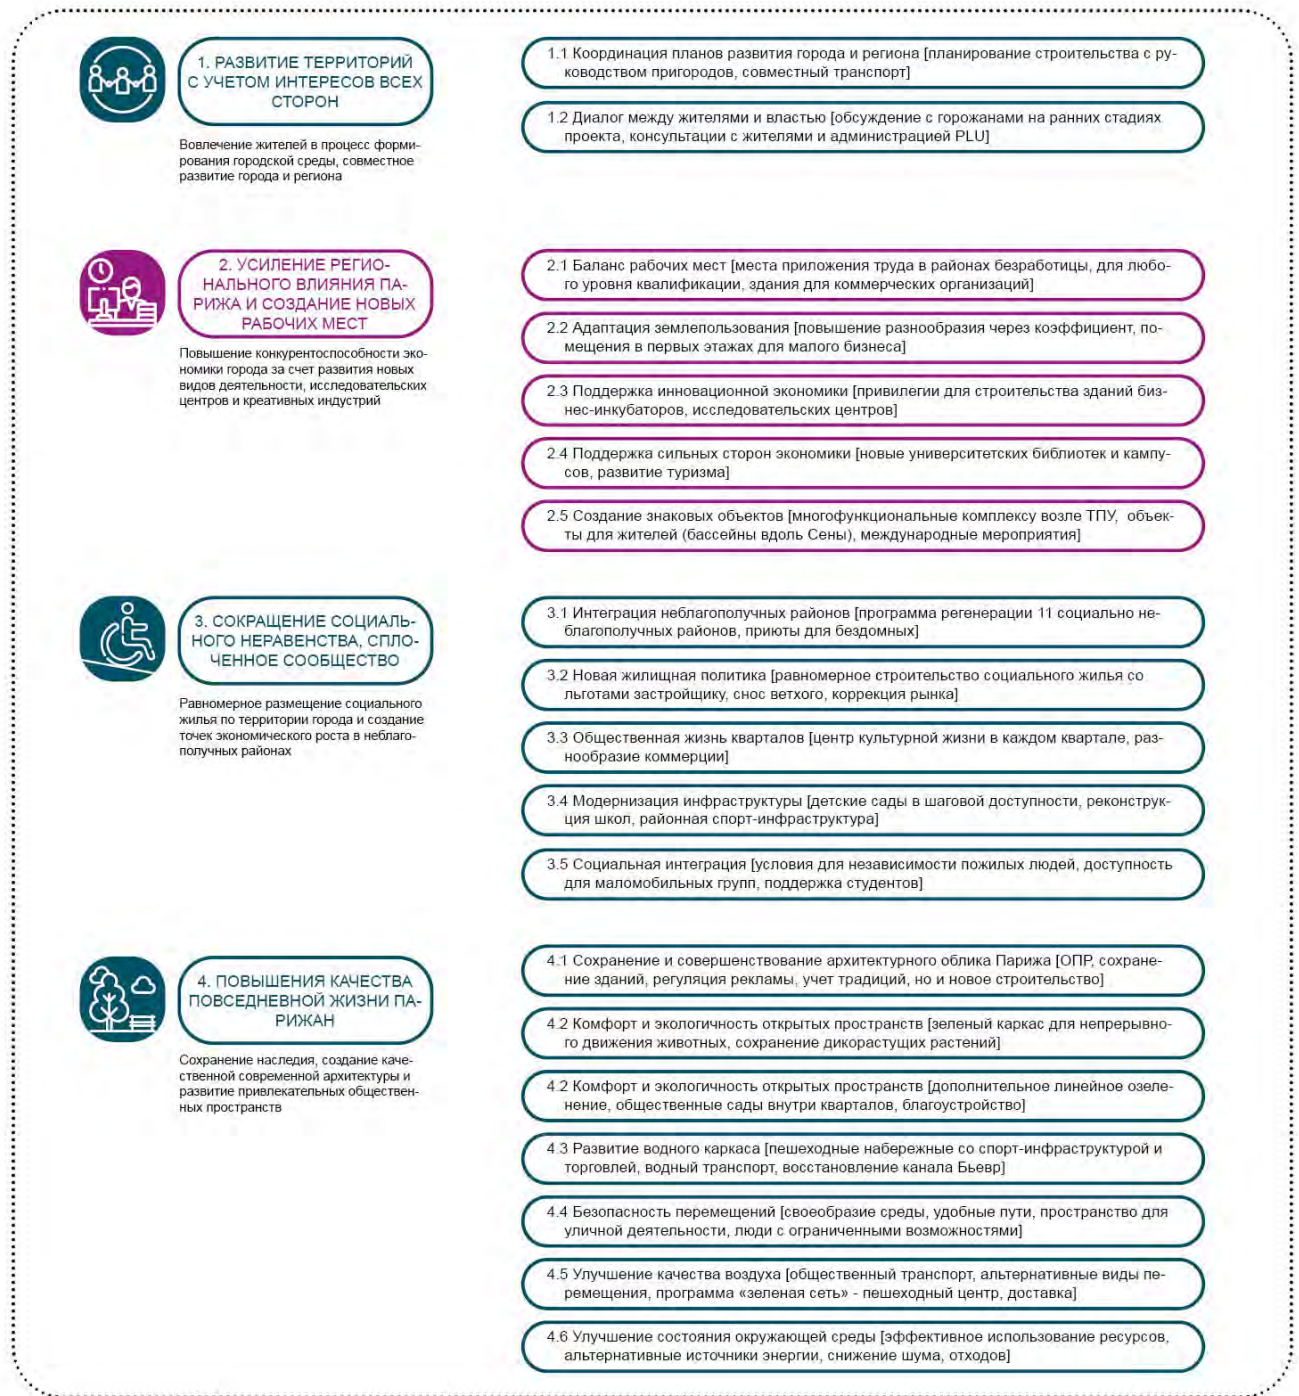 1. РАЗВИТИЕ ТЕРРИТОРИЙ
С УЧЕТОМ ИНТЕРЕСОВ ВСЕХ
СТОРОН
Вовлечение жителей в процесс форми-
рования городской среды, совместное
развитие города и региона
1.1 Координация планов развития города и региона [планирование строительства с ру-
ководством пригородов, совместный транспорт]
1.2 Диалог между жителями и властью [обсуждение с горожанами на ранних стадиях
проекта, консультации с жителями и администрацией PLU]
2. УСИЛЕНИЕ РЕГИО-
НАЛЬНОГО ВЛИЯНИЯ ПА-
РИЖА И СОЗДАНИЕ НОВЫХ
РАБОЧИХ МЕСТ
Повышение конкурентоспособности эко-
номики города за счет развития новых
видов деятельности, исследовательских
центров и креативных индустрий
2.1 Баланс рабочих мест [места приложения труда в районах безработицы, для любо-
го уровня квалификации, здания для коммерческих организаций]
2.2 Адаптация землепользования [повышение разнообразия через коэффициент, по-
мещения в первых этажах для малого бизнеса]
2.3 Поддержка инновационной экономики [привилегии для строительства зданий биз-
нес-инкубаторов, исследовательских центров]
2.4 Поддержка сильных сторон экономики [новые университетских библиотек и кампу-
сов, развитие туризма]
2.5 Создание знаковых объектов [многофункциональные комплексу возле ТПУ, объек-
ты для жителей (бассейны вдоль Сены), международные мероприятия]
3. СОКРАЩЕНИЕ СОЦИАЛЬ-
НОГО НЕРАВЕНСТВА, СПЛО-
ЧЕННОЕ СООБЩЕСТВО
Равномерное размещение социального
жилья по территории города и создание
точек экономического роста в неблаго-
получных районах
3.1 Интеграция неблагополучных районов [программа регенерации 11 социально не-
благополучных районов, приюты для бездомных]
3.2 Новая жилищная политика [равномерное строительство социального жилья со
льготами застройщику, снос ветхого, коррекция рынка]
3.3 Общественная жизнь кварталов [центр культурной жизни в каждом квартале, раз-
нообразие коммерции]
3.4 Модернизация инфраструктуры [детские сады в шаговой доступности, реконструк-
ция школ, районная спорт-инфраструктура]
3.5 Социальная интеграция [условия для независимости пожилых людей, доступность
для маломобильных групп, поддержка студентов]
4. ПОВЫШЕНИЯ КАЧЕСТВА
ПОВСЕДНЕВНОЙ ЖИЗНИ ПА-
РИЖАН
Сохранение наследия, создание каче-
ственной современной архитектуры и
развитие привлекательных обществен-
ных пространств
4.1 Сохранение и совершенствование архитектурного облика Парижа [ОПР, сохране-
ние зданий, регуляция рекламы, учет традиций, но и новое строительство]
4.2 Комфорт и экологичность открытых пространств [зеленый каркас для непрерывно-
го движения животных, сохранение дикорастущих растений]
4.2 Комфорт и экологичность открытых пространств [дополнительное линейное озеле-
нение, общественные сады внутри кварталов, благоустройство]
4.3 Развитие водного каркаса [пешеходные набережные со спорт-инфраструктурой и
торговлей, водный транспорт, восстановление канала Бьевр]
4.4 Безопасность перемещений [своеобразие среды, удобные пути, пространство для
уличной деятельности, люди с ограниченными возможностями]
4.5 Улучшение качества воздуха [общественный транспорт, альтернативные виды пе-
ремещения, программа «зеленая сеть» - пешеходный центр, доставка]
4.6 Улучшение состояния окружающей среды [эффективное использование ресурсов,
альтернативные источники энергии, снижение шума, отходов]